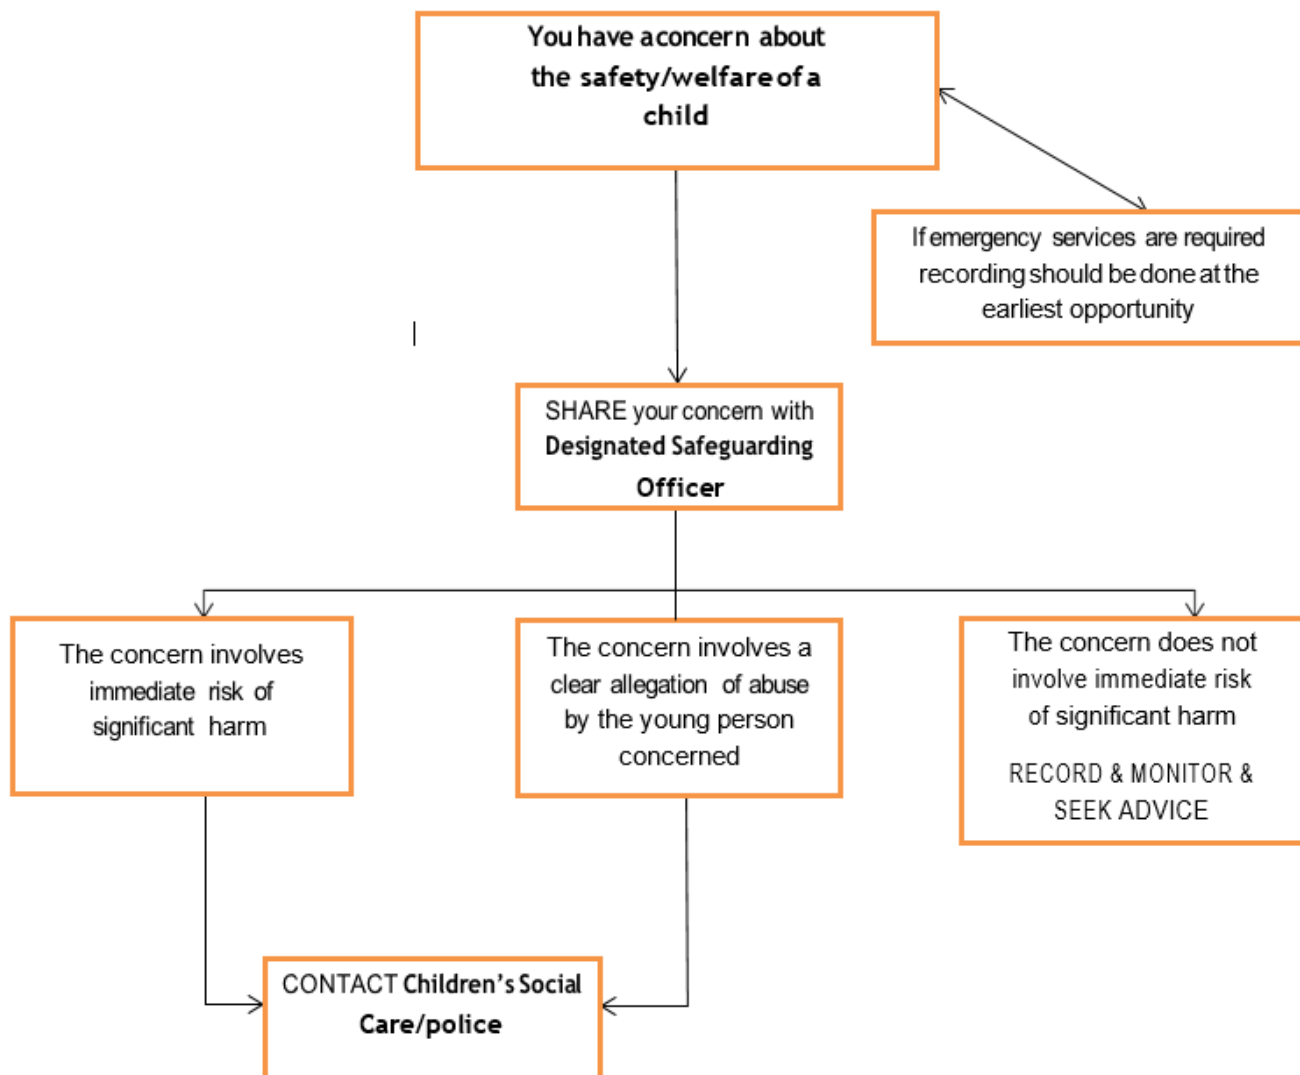 You have aconcern about
the safety/welfare of a
child
If emergency services are required
recording should be done at the
earliest opportunity
SHARE your concern with
Designated Safeguarding
Officer
The concern involves
immediate risk of
significant harm
The concern involves a
clear allegation of abuse
by the young person
concerned
The concern does not
involve immediate risk
of significant harm
RECORD & MONITOR &
SEEK ADVICE
CONTACT Children's Social
Care/police